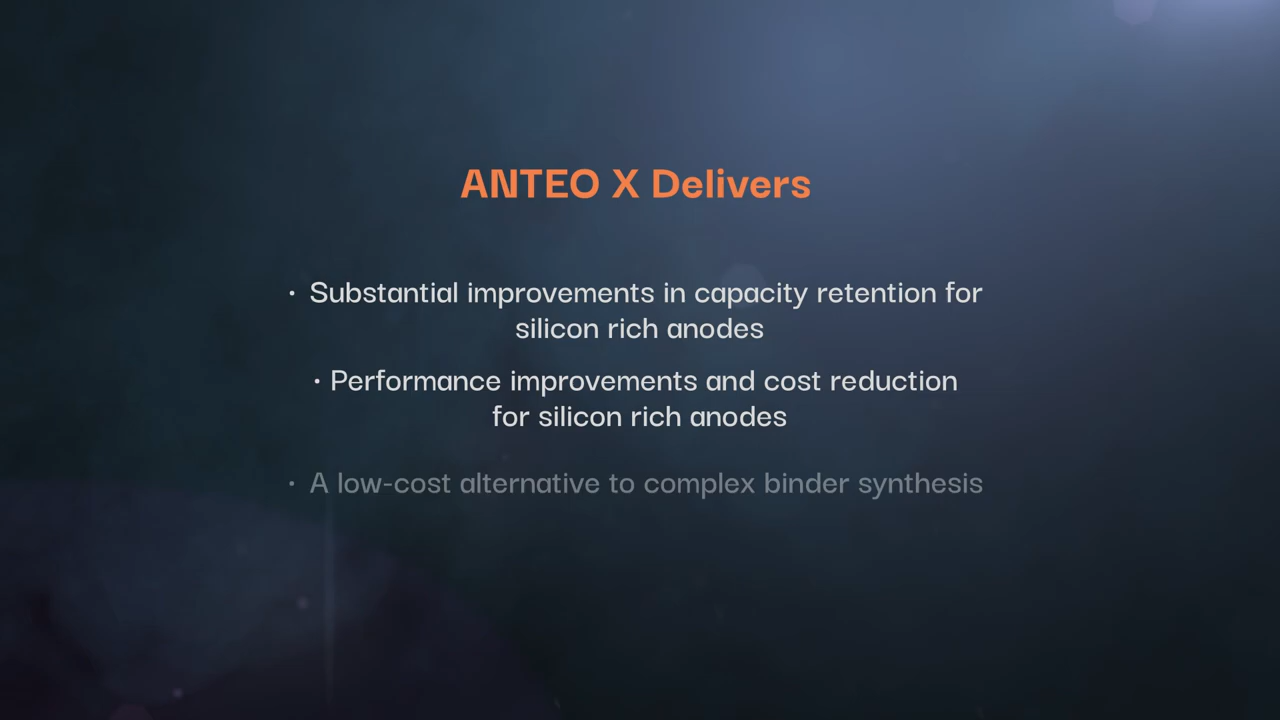 ANTEO X Delivers
· Substantial improvements in capacity retention for
silicon rich anodes
· Performance improvements and cost reduction
for silicon rich anodes
· A low-cost alternative to complex binder synthesis